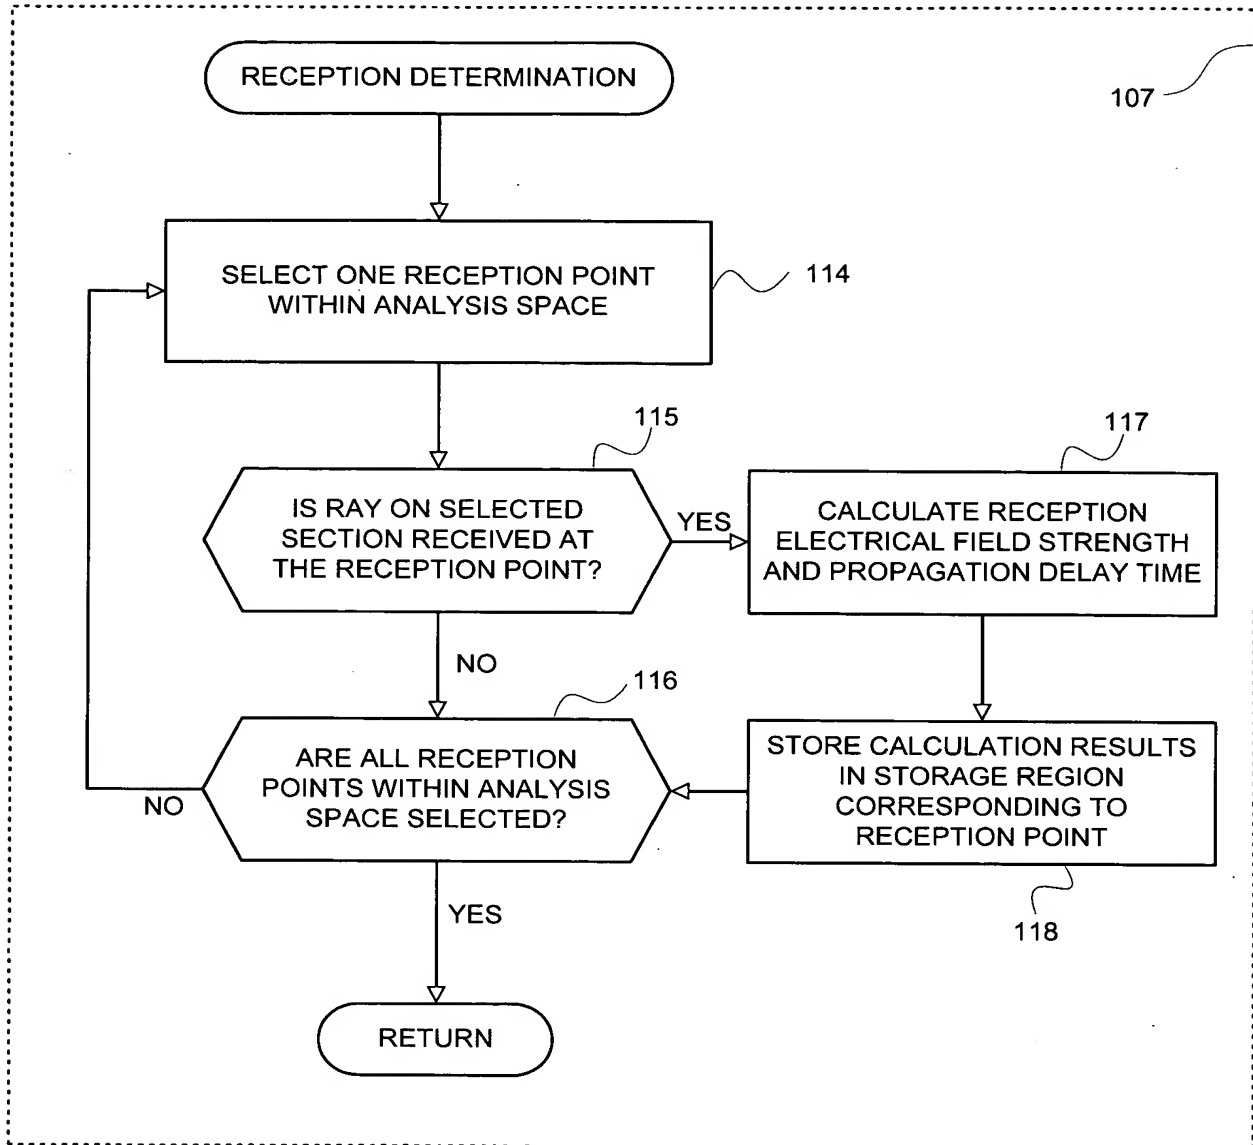 RECEPTION DETERMINATION
107
SELECT ONE RECEPTION POINT
WITHIN ANALYSIS SPACE
114
115
IS RAY ON SELECTED
SECTION RECEIVED AT
THE RECEPTION POINT?
YES
117
CALCULATE RECEPTION
ELECTRICAL FIELD STRENGTH
AND PROPAGATION DELAY TIME
NO
116
ARE ALL RECEPTION
POINTS WITHIN ANALYSIS
SPACE SELECTED?
NO
STORE CALCULATION RESULTS
IN STORAGE REGION
CORRESPONDING TO
RECEPTION POINT
118
YES
RETURN